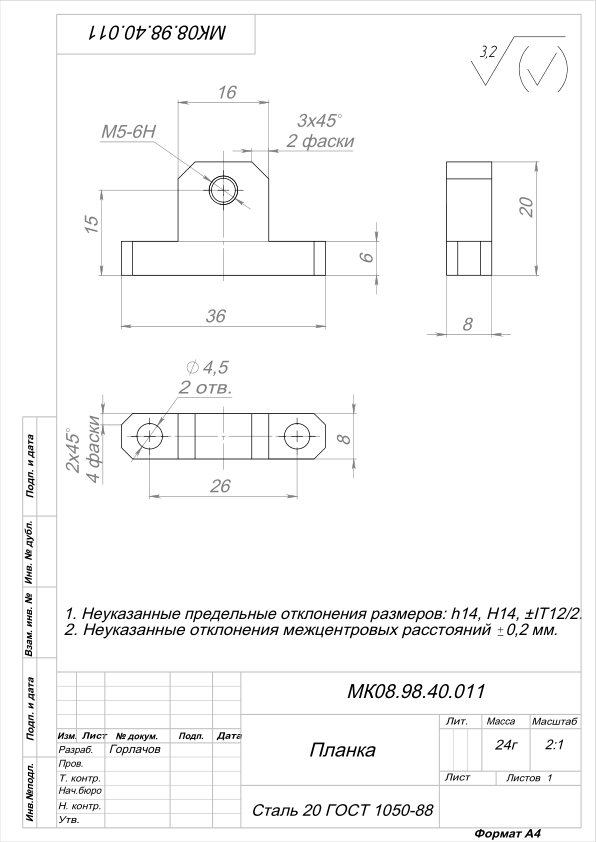 МК08.98.40.011
3,2
16
3x45°
2 фаски
M5-6H
15
6
20
36
8
⌀ 4,5
2 отв.
2x45°
4 фаски
8
26
1. Неуказанные предельные отклонения размеров: h14, H14, ±IT12/2.
2. Неуказанные отклонения межцентровых расстояний ±0,2 мм.
Подп. и дата
Инв. № дубл.
Взам. инв. №
Подп. и дата
Инв.№подл.
МК08.98.40.011
Лит. Масса Масштаб
Изм. Лист № докум. Подп. Дата
Разраб. Горлачов
Планка
24г 2:1
Пров.
Т. контр.
Лист Листов 1
Нач.бюро
Н. контр.
Сталь 20 ГОСТ 1050-88
Утв.
Формат А4